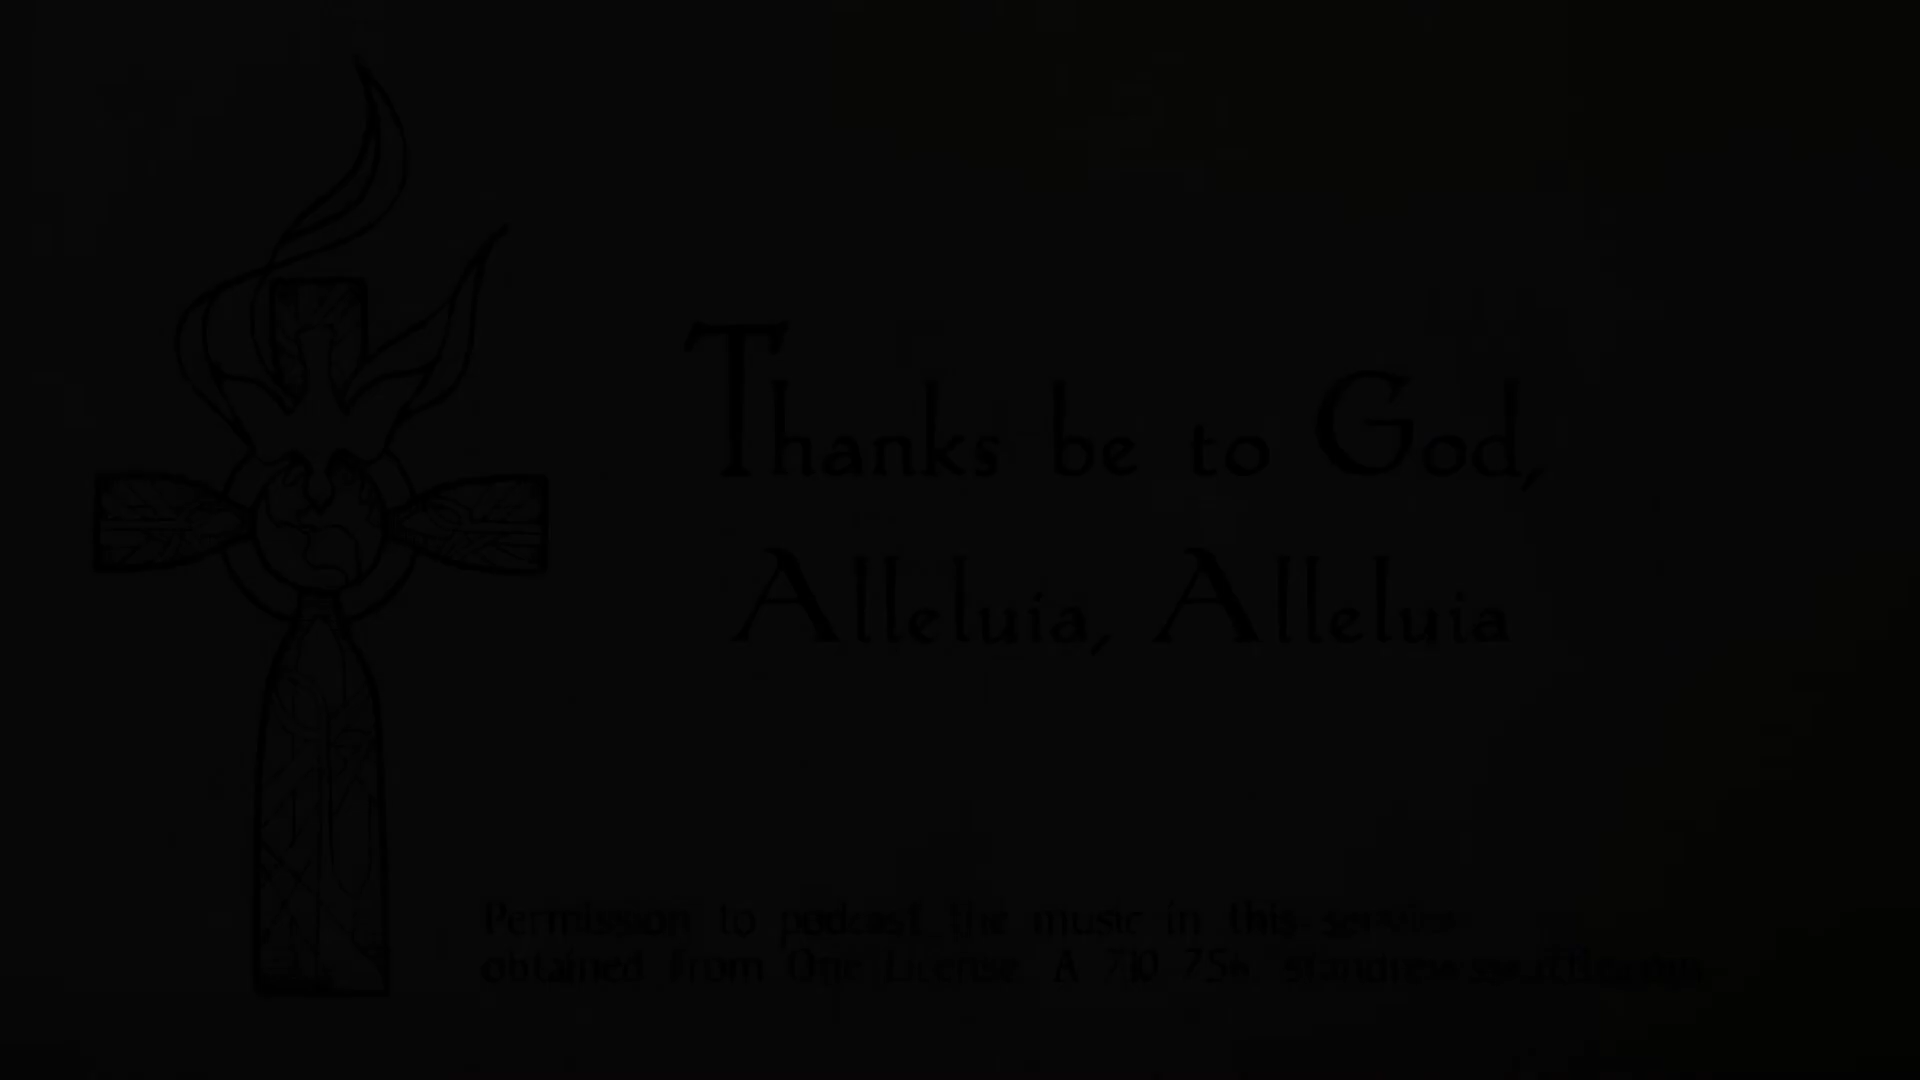 Thanks be to God,
Alleluia, Alleluia
Permission to podcast the music in this service
obtained from One License A 710 756